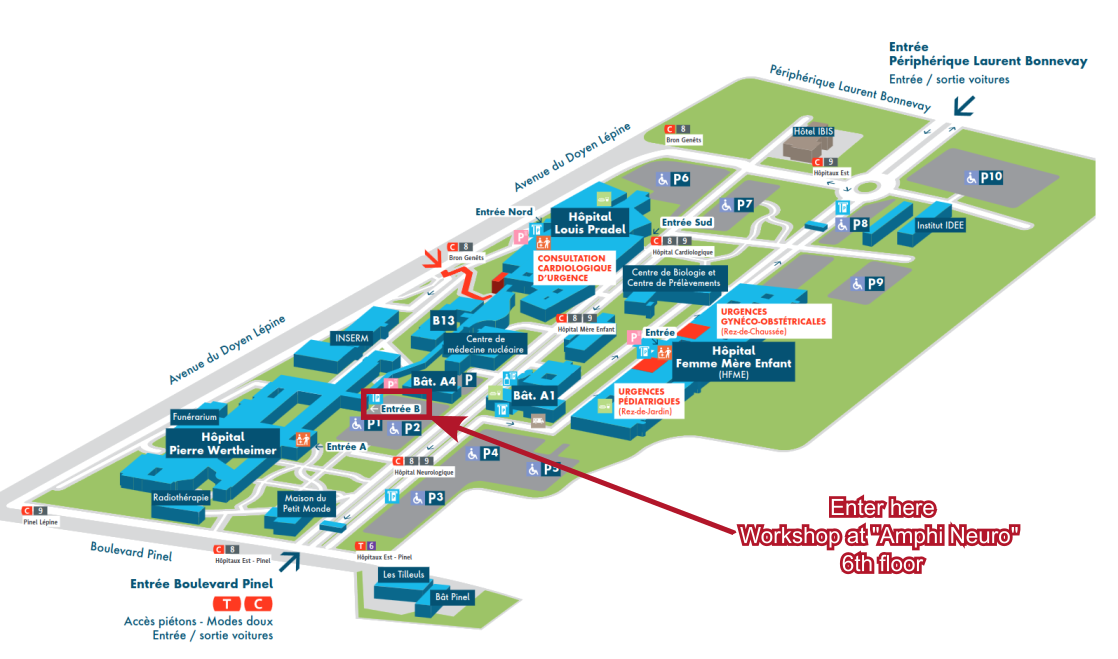 Entrée
Périphérique Laurent Bonnevay
Entrée / sortie voitures
Périphérique Laurent Bonnevay
Hôtel IBIS
C 8
Bron Genêts
Avenue du Doyen Lépine
C 9
Hôpitaux Est
P6
P10
P7
Entrée Nord
Hôpital
Louis Pradel
Entrée Sud
P8
Institut IDEE
P
C 8
Bron Genêts
C 8 9
Hôpital Cardiologique
CONSULTATION
CARDIOLOGIQUE
D'URGENCE
Centre de Biologie et
Centre de Prélèvements
P9
URGENCES
GYNÉCO-OBSTÉTRICALES
(Rez-de-Chaussée)
B13
C 8 9
Hôpital Mère Enfant
P
Entrée
INSERM
Centre de
médecine nucléaire
Hôpital
Femme Mère Enfant
(HFME)
Avenue du Doyen Lépine
P
Bât. A4
P
Bât. A1
URGENCES
PÉDIATRIQUES
(Rez-de-Jardin)
Entrée B
Funérarium
P1
P2
Hôpital
Pierre Wertheimer
Entrée A
P4
C 8 9
Hôpital Neurologique
P5
Radiothérapie
Maison du
Petit Monde
P3
Enter here
Workshop at "Amphi Neuro"
6th floor
C 9
Pinel Lépine
Boulevard Pinel
C 8
Hôpitaux Est - Pinel
T 6
Hôpitaux Est - Pinel
Les Tilleuls
Bât Pinel
Entrée Boulevard Pinel
T C
Accès piétons - Modes doux
Entrée / sortie voitures